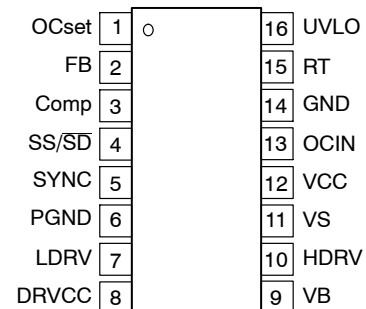 OCset 1 16 UVLO
FB 2 15 RT
Comp 3 14 GND
SS/SD 4 13 OCIN
SYNC 5 12 VCC
PGND 6 11 VS
LDRV 7 10 HDRV
DRVCC 8 9 VB